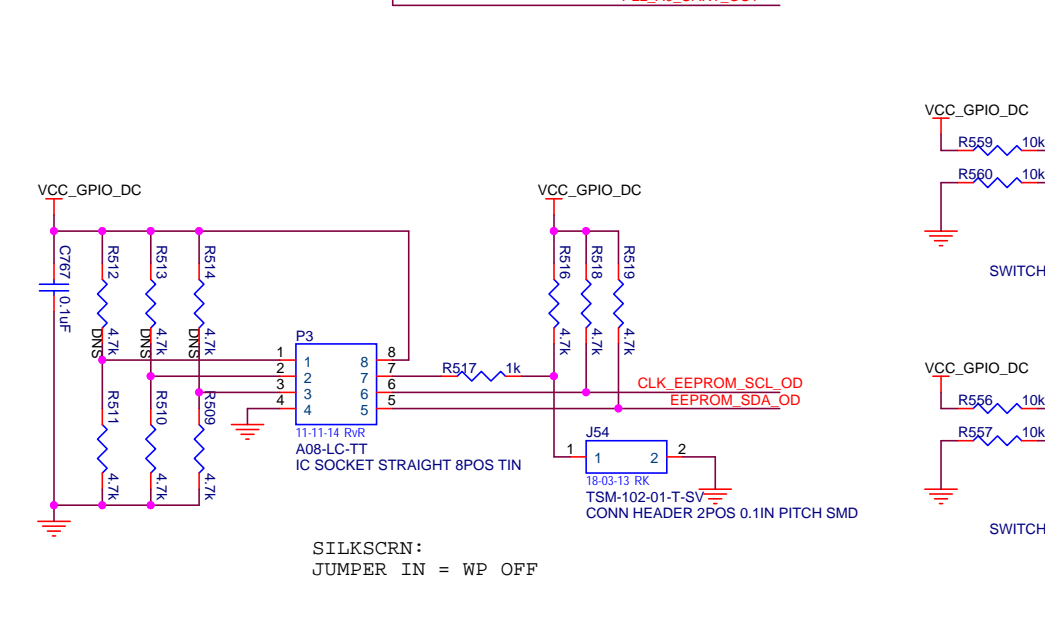 VCC_GPIO_DC
R559 10k
R560 10k
SWITCH
VCC_GPIO_DC
R556 10k
R557 10k
SWITCH
VCC_GPIO_DC
C767 0.1uF
R512 4.7k DNS
R513 4.7k DNS
R514 4.7k
R511 4.7k
R510 4.7k
R509 4.7k
P3
1 1 8 8
2 2 7 7
3 3 6 6
4 4 5 5
11-11-14 RvR
A08-LC-TT
IC SOCKET STRAIGHT 8POS TIN
R517 1k
VCC_GPIO_DC
R516 4.7k
R518 4.7k
R519 4.7k
CLK_EEPROM_SCL_OD
EEPROM_SDA_OD
J54
1 1 2 2
18-03-13 RK
TSM-102-01-T-SV
CONN HEADER 2POS 0.1IN PITCH SMD
SILKSCRN:
JUMPER IN = WP OFF